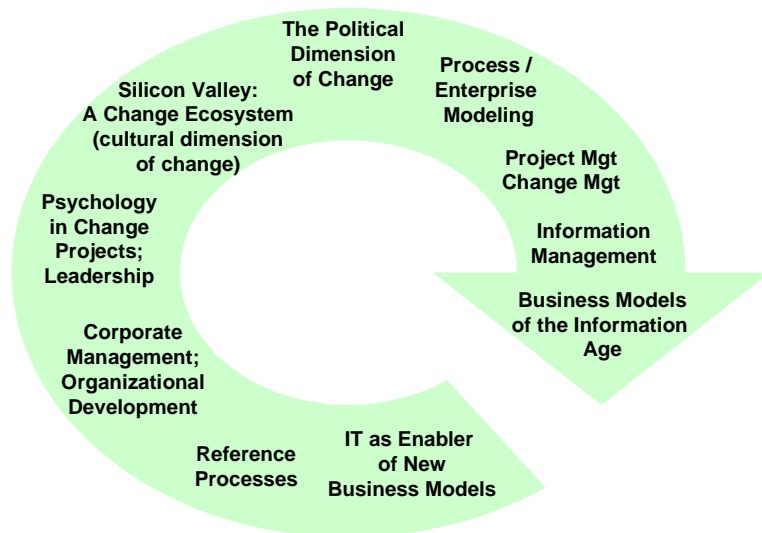 The Political
Dimension
of Change
Process /
Enterprise
Modeling
Project Mgt
Change Mgt
Information
Management
Business Models
of the Information
Age
IT as Enabler
of New
Business Models
Reference
Processes
Corporate
Management;
Organizational
Development
Psychology
in Change
Projects;
Leadership
Silicon Valley:
A Change Ecosystem
(cultural dimension
of change)